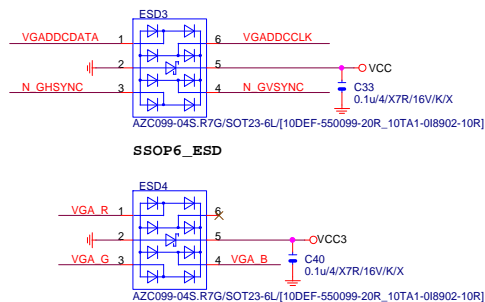 ESD3
VGADDCDATA 1 6 VGADDCCLK
2 5 VCC
N_GHSYNC 3 4 N_GVSYNC
C33
0.1u/4/X7R/16V/K/X
AZC099-04S.R7G/SOT23-6L/[10DEF-550099-20R_10TA1-0I8902-10R]
SSOP6_ESD
ESD4
VGA_R 1 6
2 5 VCC3
VGA_G 3 4 VGA_B
C40
0.1u/4/X7R/16V/K/X
AZC099-04S.R7G/SOT23-6L/[10DEF-550099-20R_10TA1-0I8902-10R]